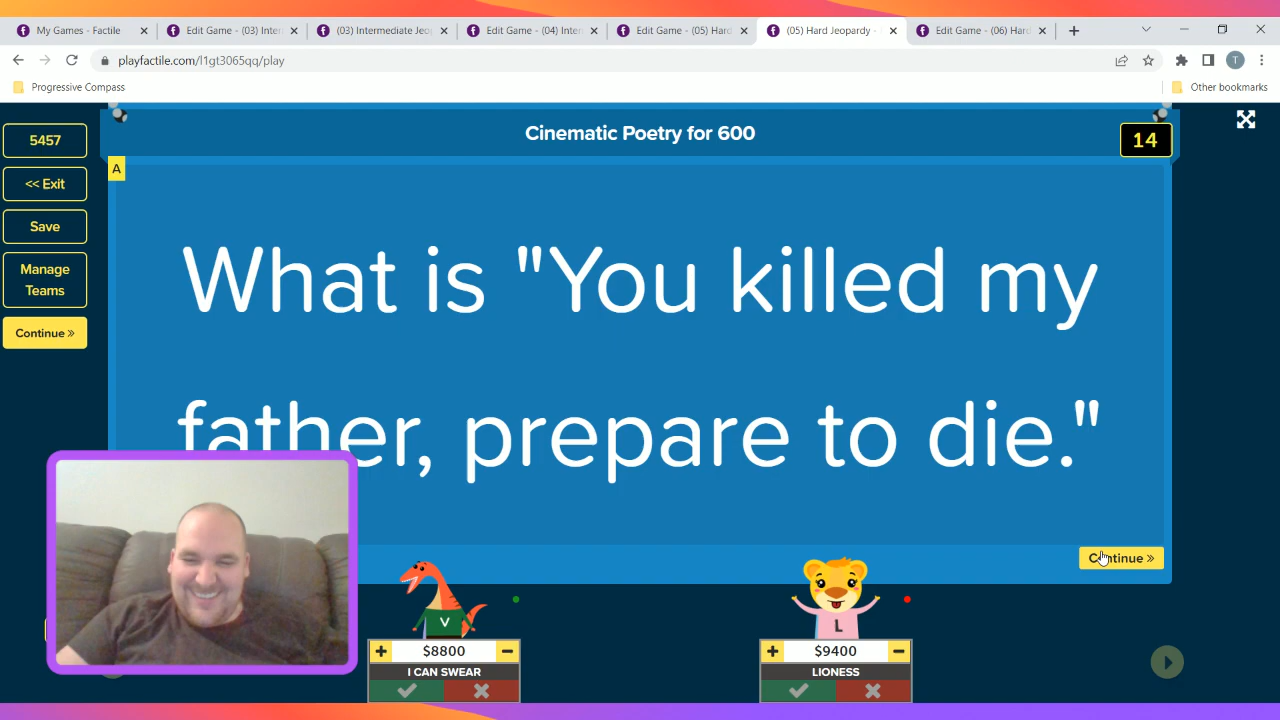 My Games - Factile
Edit Game - (03) Inter
(03) Intermediate Jeop
Edit Game - (04) Inter
Edit Game - (05) Hard
(05) Hard Jeopardy -
Edit Game - (06) Hard
playfactile.com/l1gt3065qq/play
T
Progressive Compass
Other bookmarks
5457
<< Exit
Save
Manage
Teams
Continue »
Cinematic Poetry for 600
14
A
What is "You killed my
father, prepare to die."
Continue »
V
L
+ $8800 −
+ $9400 −
I CAN SWEAR
LIONESS